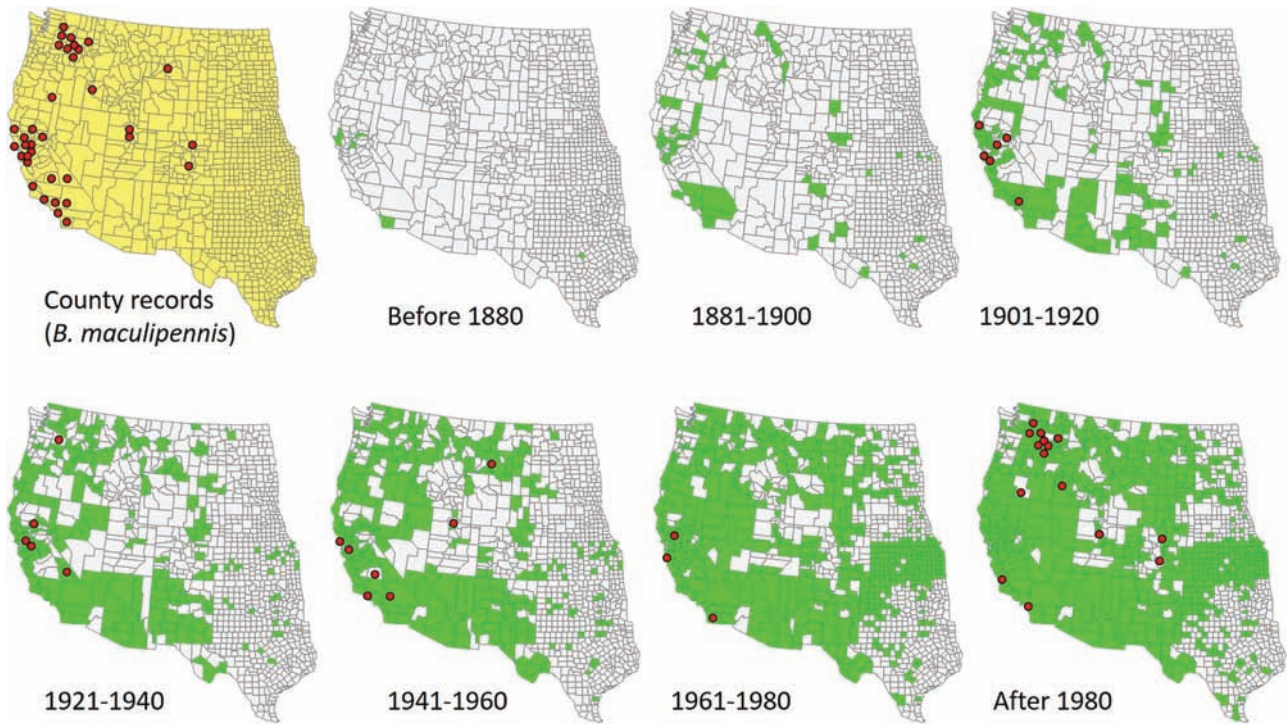 County records
(B. maculipennis)
Before 1880
1881-1900
1901-1920
1921-1940
1941-1960
1961-1980
After 1980